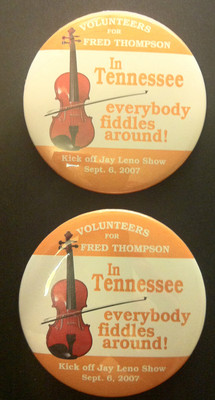 VOLUNTEERS
FOR
FRED THOMPSON
In
Tennessee
everybody
fiddles
around!
Kick off Jay Leno Show
Sept. 6, 2007
VOLUNTEERS
FOR
FRED THOMPSON
In
Tennessee
everybody
fiddles
around!
Kick off Jay Leno Show
Sept. 6, 2007